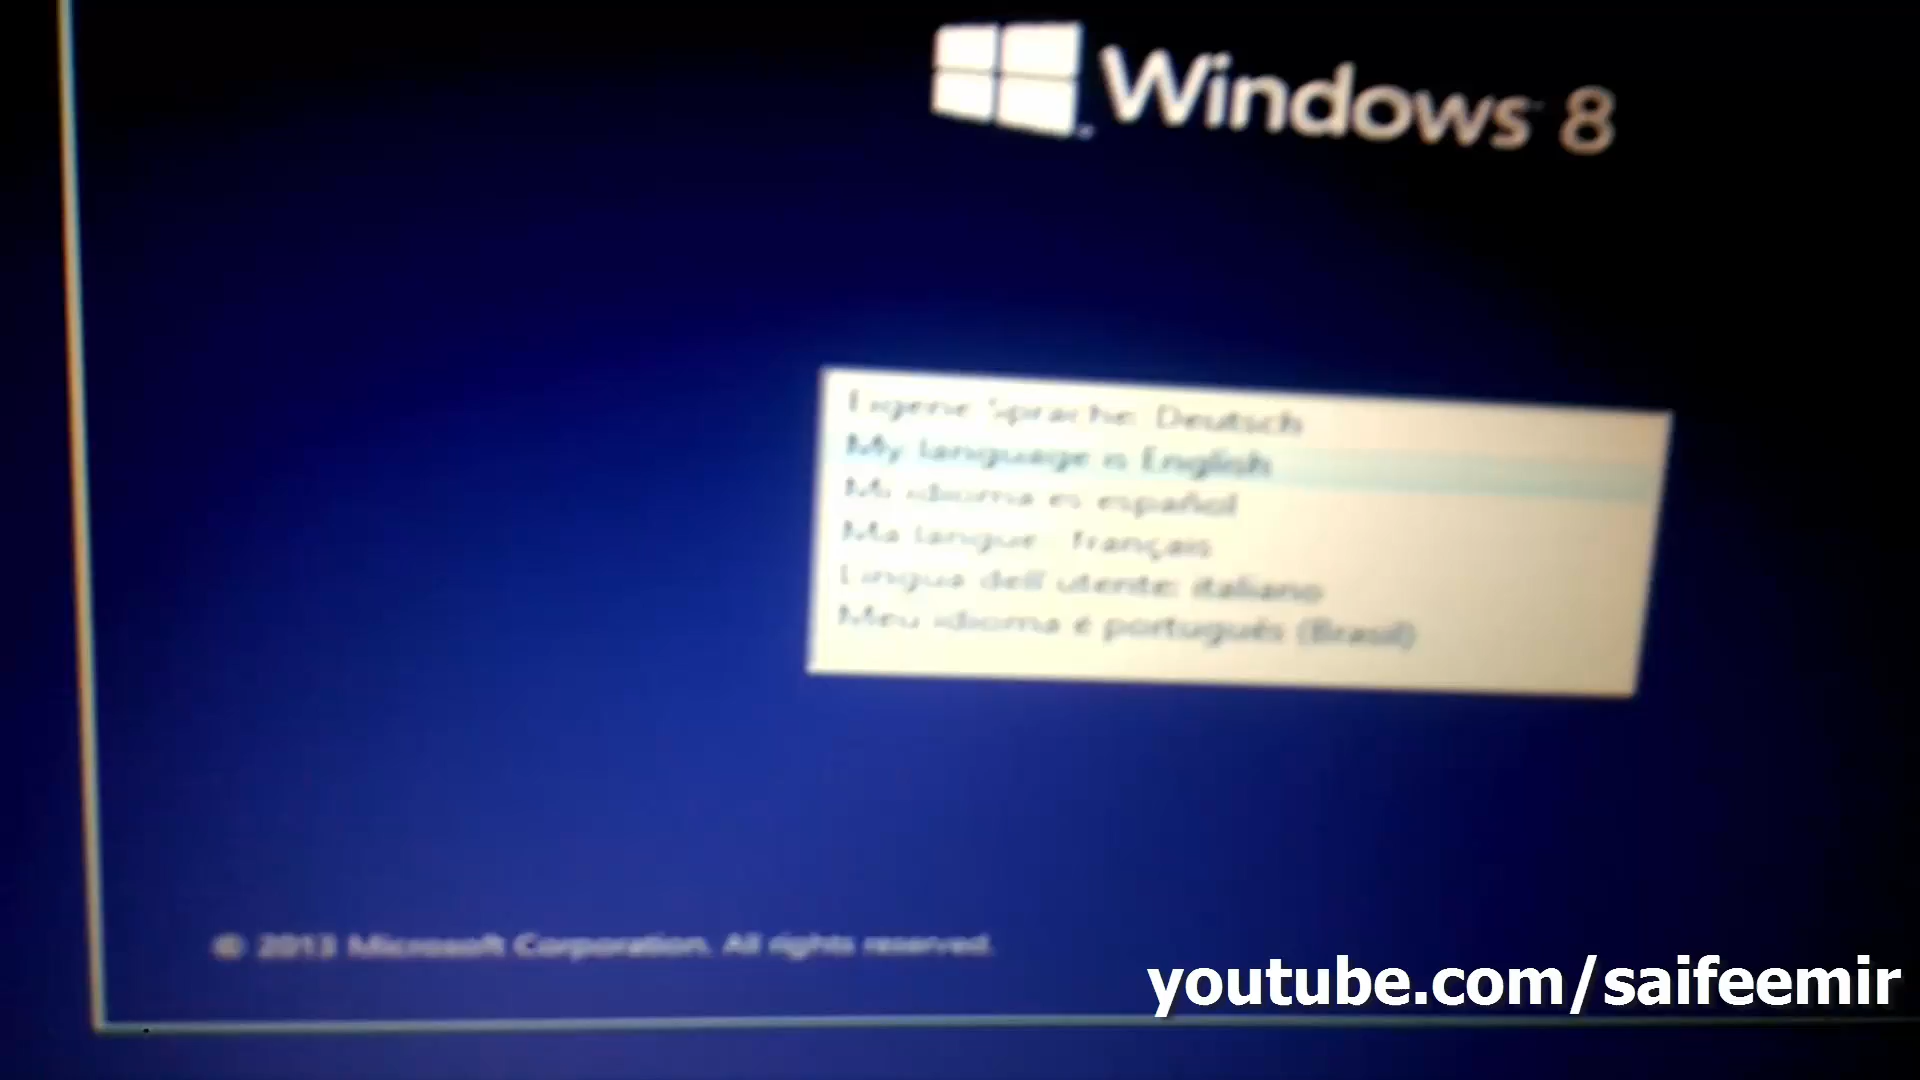 Windows 8
Eigene Sprache: Deutsch
My language is English
Mi idioma es español
Ma langue : français
Lingua dell'utente: italiano
Meu idioma é português (Brasil)
© 2013 Microsoft Corporation. All rights reserved.
youtube.com/saifeemir